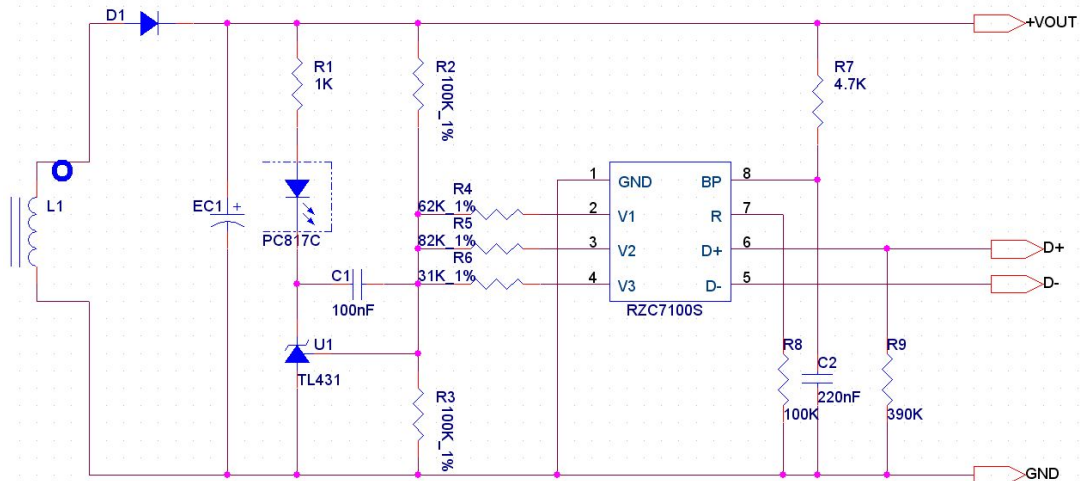 D1
+VOUT
R1
1K
R2
100K_1%
R7
4.7K
L1
EC1
+
PC817C
R4
62K_1%
R5
82K_1%
R6
31K_1%
1
GND
BP
8
2
V1
R
7
3
V2
D+
6
4
V3
D-
5
RZC7100S
D+
D-
C1
100nF
U1
TL431
R3
100K_1%
R8
100K
C2
220nF
R9
390K
GND